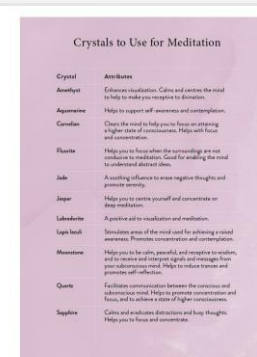 Crystals to Use for Meditation
Crystal Attributes
Amethyst Enhances visualization. Calms and centres the mind
to help to make you receptive to divination.
Aquamarine Helps to support self-awareness and contemplation.
Carnelian Clears the mind to help you to focus on attaining
a higher state of consciousness. Helps with focus
and concentration.
Fluorite Helps you to focus when the surroundings are not
conducive to meditation. Good for enabling the mind
to understand abstract ideas.
Jade A soothing influence to erase negative thoughts and
promote serenity.
Jasper Helps you to centre yourself and concentrate on
deep meditation.
Labradorite A positive aid to visualization and meditation.
Lapis lazuli Stimulates areas of the mind used for achieving a raised
awareness. Promotes concentration and contemplation.
Moonstone Helps you to be calm, peaceful, and receptive to wisdom,
and to receive and interpret signals and messages from
your subconscious mind. Helps to induce trances and
promotes self-reflection.
Quartz Facilitates communication between the conscious and
subconscious mind. Helps to promote concentration and
focus, and to achieve a state of higher consciousness.
Sapphire Calms and eradicates distractions and busy thoughts.
Helps you to focus and concentrate.